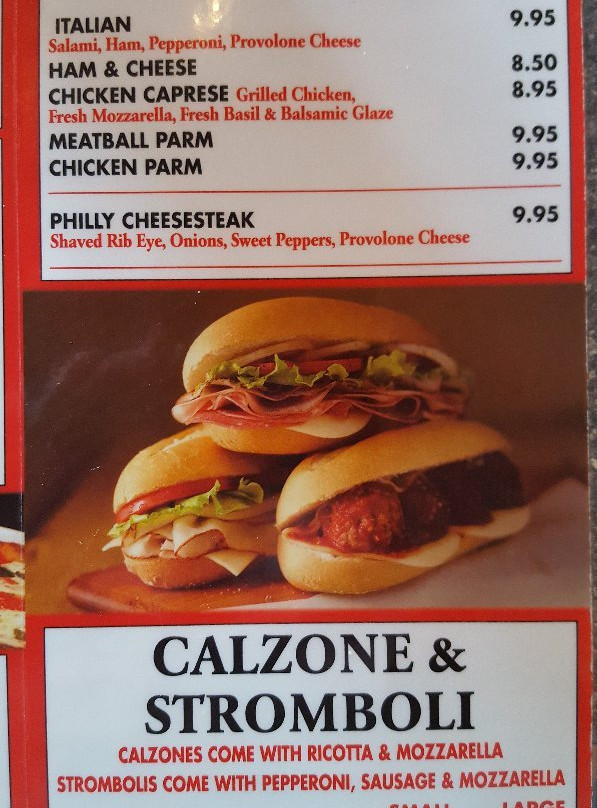 ITALIAN 9.95
Salami, Ham, Pepperoni, Provolone Cheese
HAM & CHEESE 8.50
CHICKEN CAPRESE Grilled Chicken, 8.95
Fresh Mozzarella, Fresh Basil & Balsamic Glaze
MEATBALL PARM 9.95
CHICKEN PARM 9.95
PHILLY CHEESESTEAK 9.95
Shaved Rib Eye, Onions, Sweet Peppers, Provolone Cheese
CALZONE &
STROMBOLI
CALZONES COME WITH RICOTTA & MOZZARELLA
STROMBOLIS COME WITH PEPPERONI, SAUSAGE & MOZZARELLA
SMALL LARGE